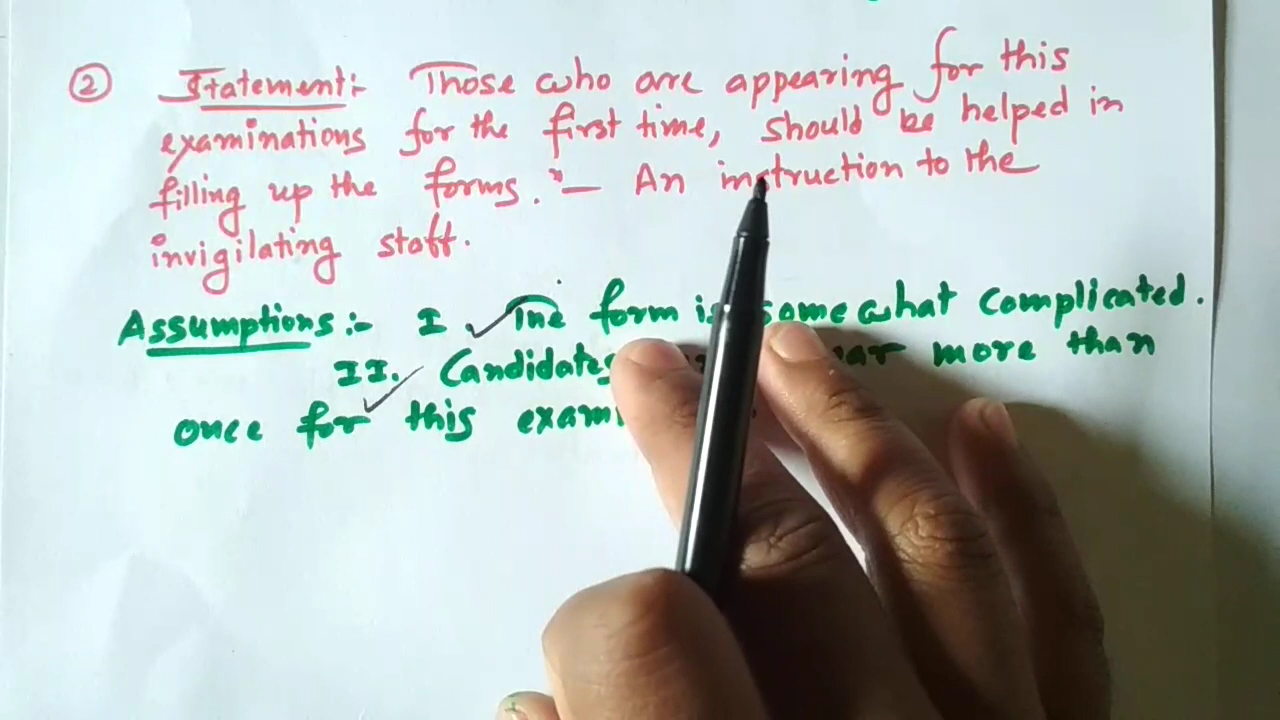 ② Statement:- Those who are appearing for this
examinations for the first time, should be helped in
filling up the forms." — An instruction to the
invigilating staff.
Assumptions:- I The form is somewhat complicated.
II. Candidates more than
once for this